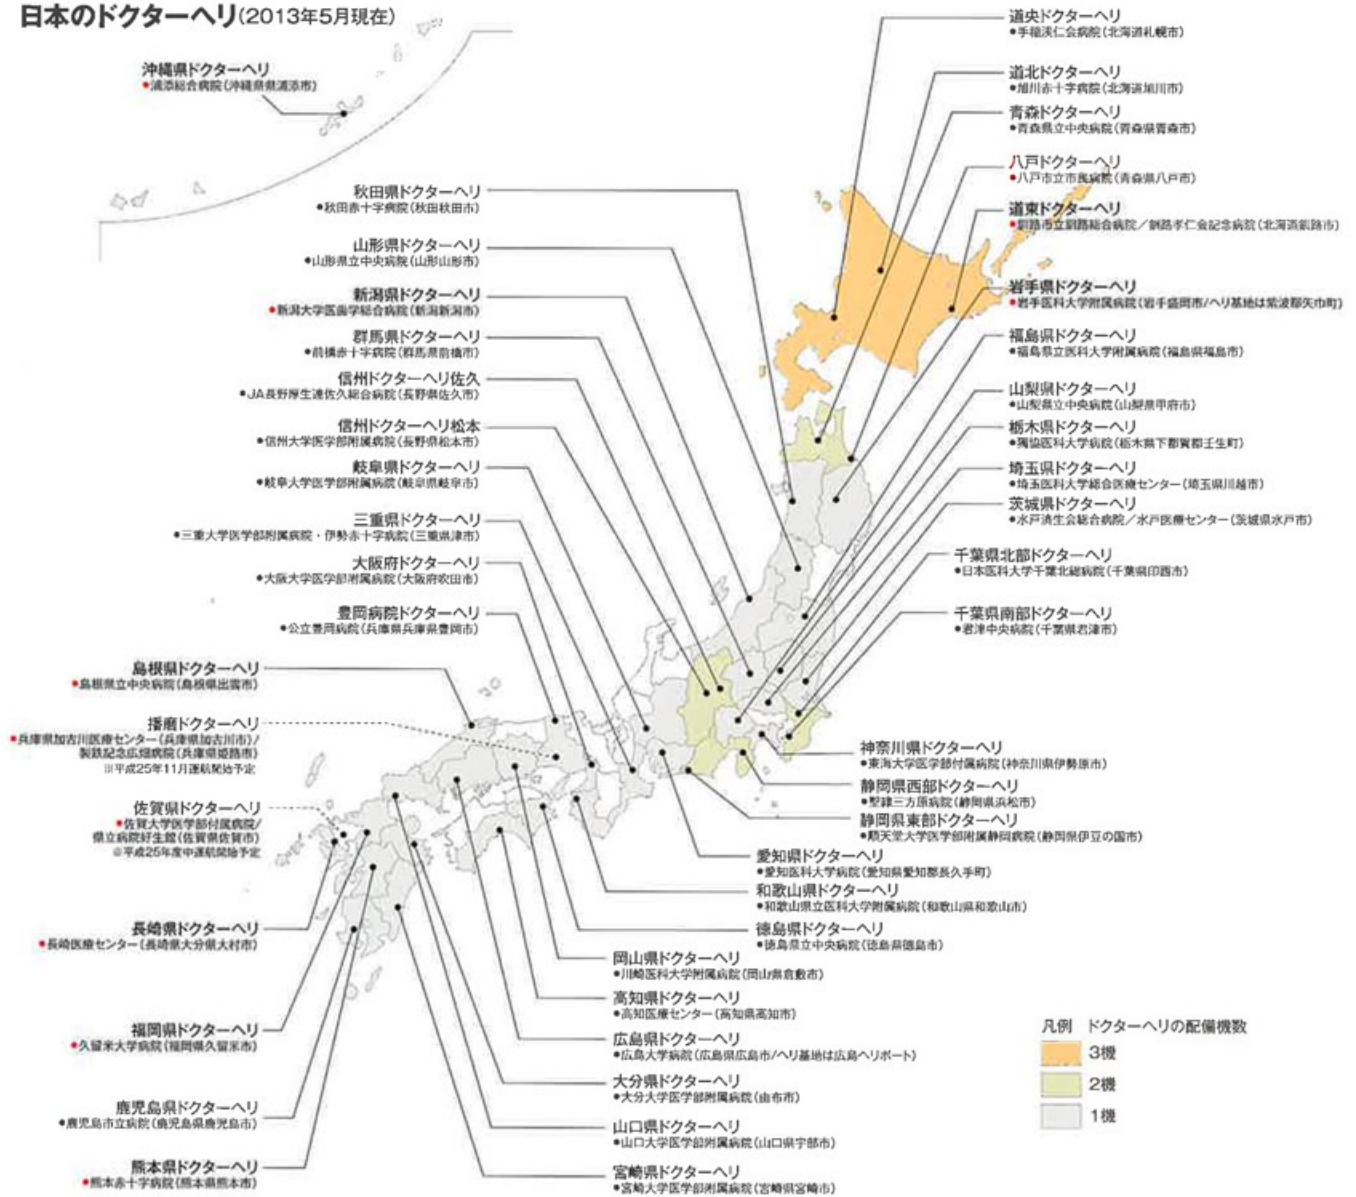 日本のドクターヘリ(2013年5月現在)
沖縄県ドクターヘリ
●浦添総合病院(沖縄県県浦添市)
秋田県ドクターヘリ
●秋田赤十字病院(秋田秋田市)
山形県ドクターヘリ
●山形県立中央病院(山形山形市)
新潟県ドクターヘリ
●新潟大学医歯学総合病院(新潟新潟市)
群馬県ドクターヘリ
●前橋赤十字病院(群馬県前橋市)
信州ドクターヘリ佐久
●JA長野厚生連佐久総合病院(長野県佐久市)
信州ドクターヘリ松本
●信州大学医学部附属病院(長野県松本市)
岐阜県ドクターヘリ
●岐阜大学医学部附属病院(岐阜県岐阜市)
三重県ドクターヘリ
●三重大学医学部附属病院・伊勢赤十字病院(三重県津市)
大阪府ドクターヘリ
●大阪大学医学部附属病院(大阪府吹田市)
豊岡病院ドクターヘリ
●公立豊岡病院(兵庫県兵庫県豊岡市)
島根県ドクターヘリ
●島根県立中央病院(島根県出雲市)
播磨ドクターヘリ
●兵庫県加古川医療センター(兵庫県加古川市)/
製鉄記念広畑病院(兵庫県姫路市)
※平成25年11月運航開始予定
佐賀県ドクターヘリ
●佐賀大学医学部付属病院/
県立病院好生館(佐賀県佐賀市)
※平成25年度中運航開始予定
長崎県ドクターヘリ
●長崎医療センター(長崎県大分県大村市)
福岡県ドクターヘリ
●久留米大学病院(福岡県久留米市)
鹿児島県ドクターヘリ
●鹿児島市立病院(鹿児島県鹿児島市)
熊本県ドクターヘリ
●熊本赤十字病院(熊本県熊本市)
道央ドクターヘリ
●手稲渓仁会病院(北海道札幌市)
道北ドクターヘリ
●旭川赤十字病院(北海道旭川市)
青森ドクターヘリ
●青森県立中央病院(青森県青森市)
八戸ドクターヘリ
●八戸市立市民病院(青森県八戸市)
道東ドクターヘリ
●釧路市立釧路総合病院／釧路孝仁会記念病院(北海道釧路市)
岩手県ドクターヘリ
●岩手医科大学附属病院(岩手盛岡市/ヘリ基地は紫波郡矢巾町)
福島県ドクターヘリ
●福島県立医科大学附属病院(福島県福島市)
山梨県ドクターヘリ
●山梨県立中央病院(山梨県甲府市)
栃木県ドクターヘリ
●獨協医科大学病院(栃木県下都賀郡壬生町)
埼玉県ドクターヘリ
●埼玉医科大学総合医療センター(埼玉県川越市)
茨城県ドクターヘリ
●水戸済生会総合病院／水戸医療センター(茨城県水戸市)
千葉県北部ドクターヘリ
●日本医科大学千葉北総病院(千葉県印西市)
千葉県南部ドクターヘリ
●君津中央病院(千葉県君津市)
神奈川県ドクターヘリ
●東海大学医学部付属病院(神奈川県伊勢原市)
静岡県西部ドクターヘリ
●聖隷三方原病院(静岡県浜松市)
静岡県東部ドクターヘリ
●順天堂大学医学部附属静岡病院(静岡県伊豆の国市)
愛知県ドクターヘリ
●愛知医科大学病院(愛知県愛知郡長久手町)
和歌山県ドクターヘリ
●和歌山県立医科大学附属病院(和歌山県和歌山市)
徳島県ドクターヘリ
●徳島県立中央病院(徳島県徳島市)
岡山県ドクターヘリ
●川崎医科大学附属病院(岡山県倉敷市)
高知県ドクターヘリ
●高知医療センター(高知県高知市)
広島県ドクターヘリ
●広島大学病院(広島県広島市/ヘリ基地は広島ヘリポート)
大分県ドクターヘリ
●大分大学医学部附属病院(由布市)
山口県ドクターヘリ
●山口大学医学部附属病院(山口県宇部市)
宮崎県ドクターヘリ
●宮崎大学医学部附属病院(宮崎県宮崎市)
凡例 ドクターヘリの配備機数
3機
2機
1機